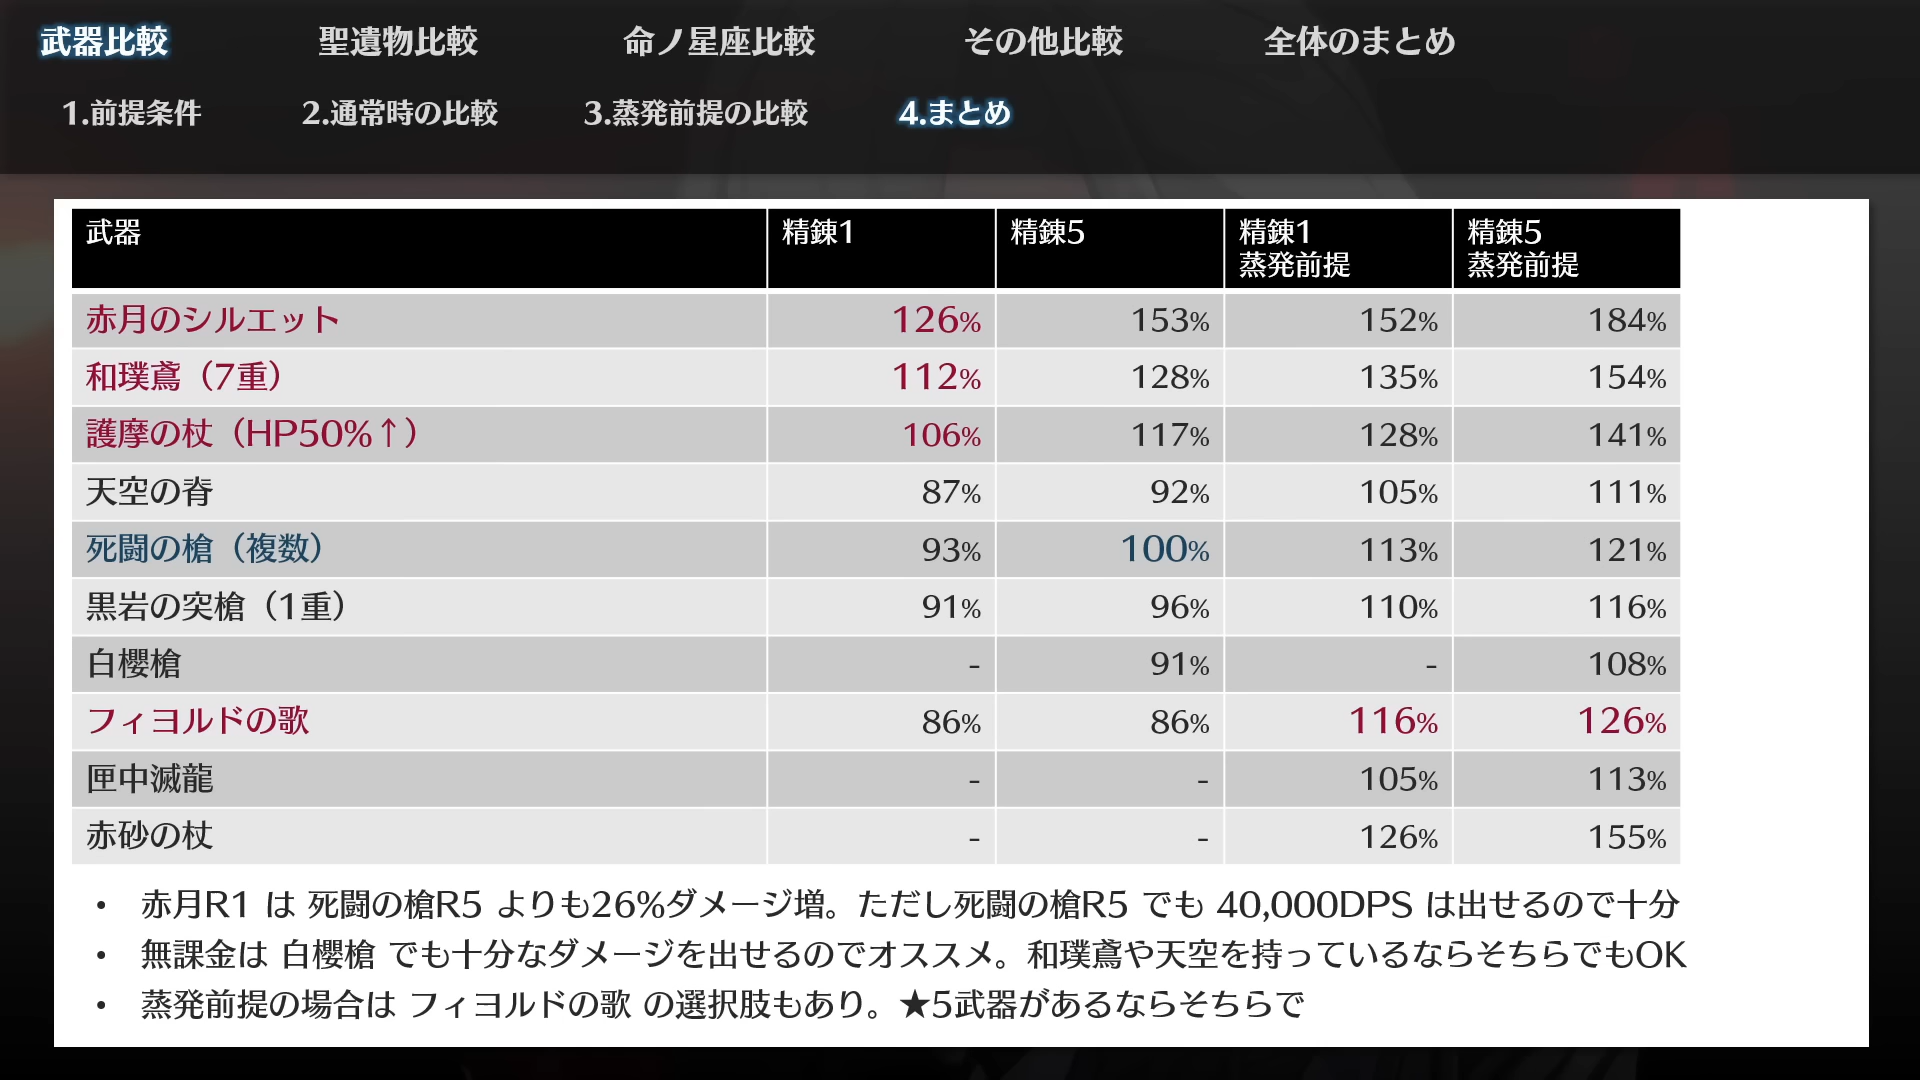 武器比較 聖遺物比較 命ノ星座比較 その他比較 全体のまとめ
1.前提条件 2.通常時の比較 3.蒸発前提の比較 4.まとめ
武器 精錬1 精錬5 精錬1 蒸発前提 精錬5 蒸発前提
赤月のシルエット 126% 153% 152% 184%
和璞鳶（7重） 112% 128% 135% 154%
護摩の杖（HP50%↑） 106% 117% 128% 141%
天空の脊 87% 92% 105% 111%
死闘の槍（複数） 93% 100% 113% 121%
黒岩の突槍（1重） 91% 96% 110% 116%
白櫻槍 - 91% - 108%
フィヨルドの歌 86% 86% 116% 126%
匣中滅龍 - - 105% 113%
赤砂の杖 - - 126% 155%
• 赤月R1 は 死闘の槍R5 よりも26%ダメージ増。ただし死闘の槍R5 でも 40,000DPS は出せるので十分
• 無課金は 白櫻槍 でも十分なダメージを出せるのでオススメ。和璞鳶や天空を持っているならそちらでもOK
• 蒸発前提の場合は フィヨルドの歌 の選択肢もあり。★5武器があるならそちらで